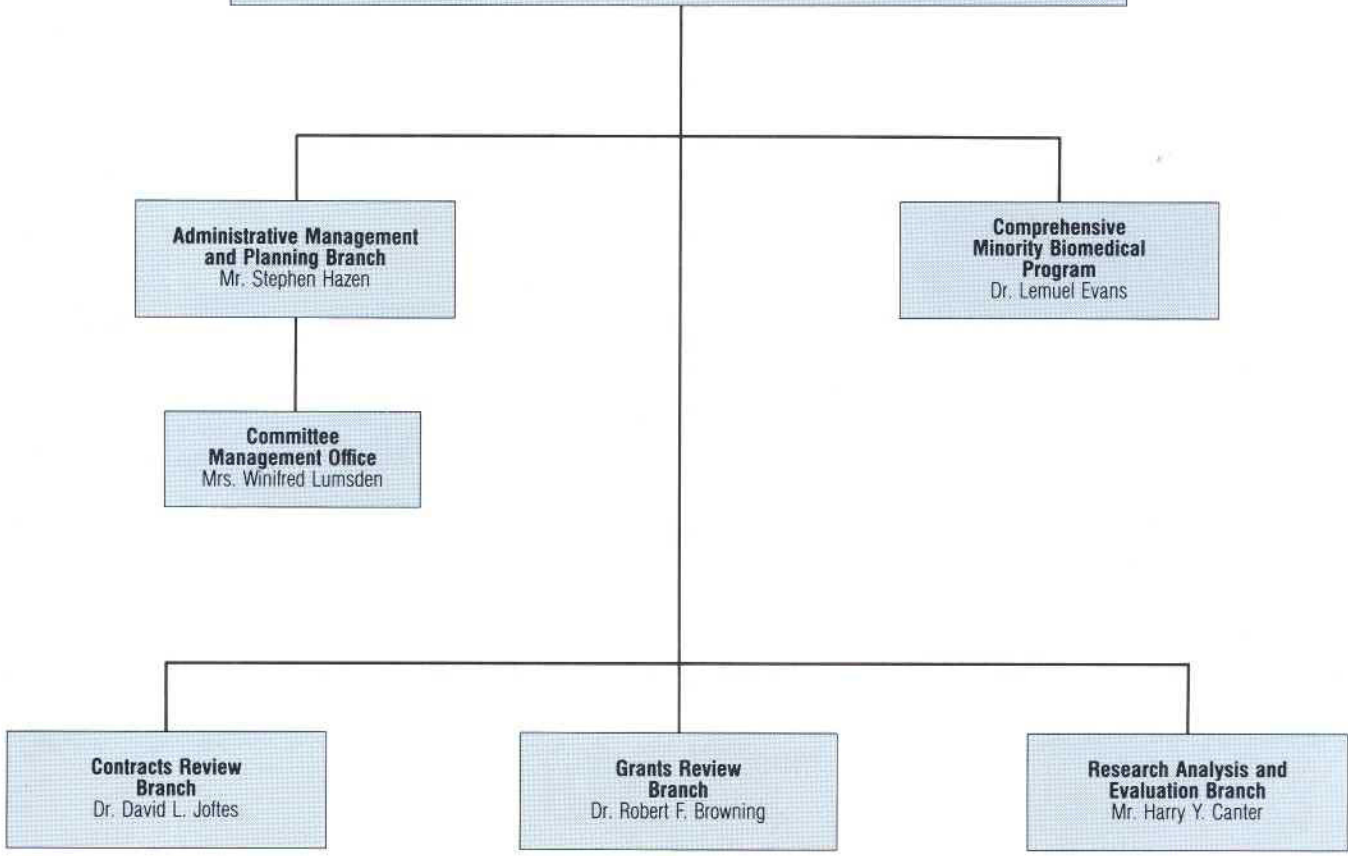 Administrative Management
and Planning Branch
Mr. Stephen Hazen
Comprehensive
Minority Biomedical
Program
Dr. Lemuel Evans
Committee
Management Office
Mrs. Winifred Lumsden
Contracts Review
Branch
Dr. David L. Joftes
Grants Review
Branch
Dr. Robert F. Browning
Research Analysis and
Evaluation Branch
Mr. Harry Y. Canter